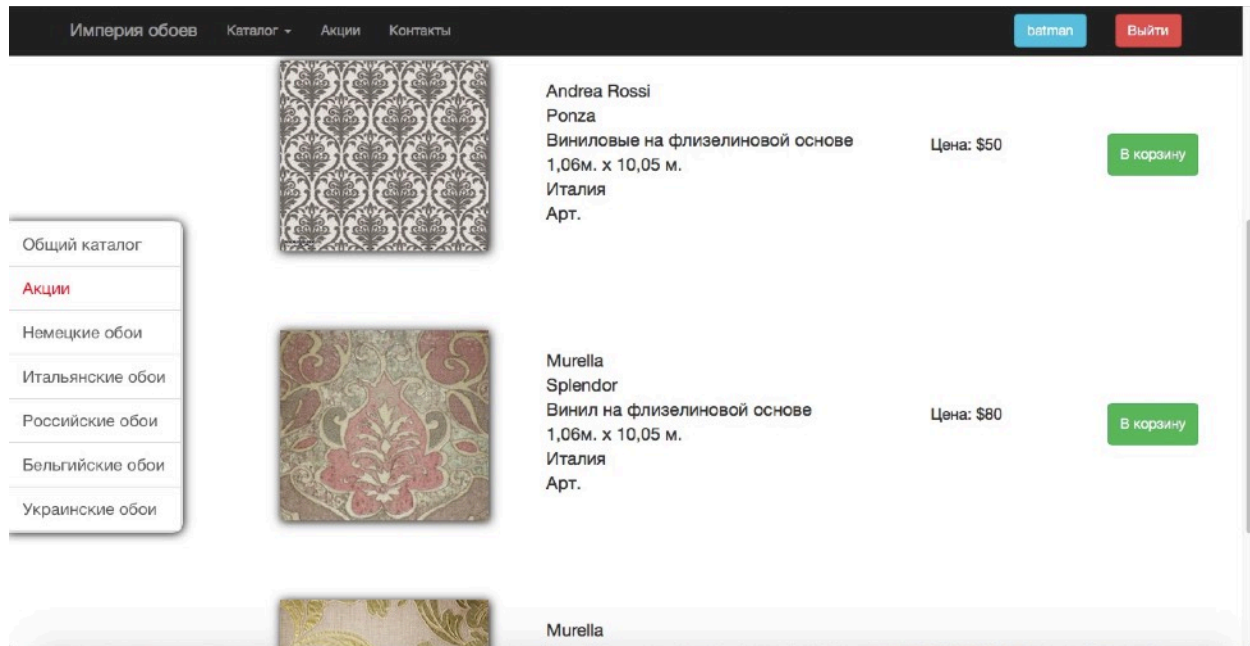 Империя обоев
Каталог
Акции
Контакты
batman
Выйти
Andrea Rossi
Ponza
Виниловые на флизелиновой основе
1,06м. x 10,05 м.
Италия
Арт.
Цена: $50
В корзину
Общий каталог
Акции
Немецкие обои
Итальянские обои
Российские обои
Бельгийские обои
Украинские обои
Murella
Splendor
Винил на флизелиновой основе
1,06м. x 10,05 м.
Италия
Арт.
Цена: $80
В корзину
Murella